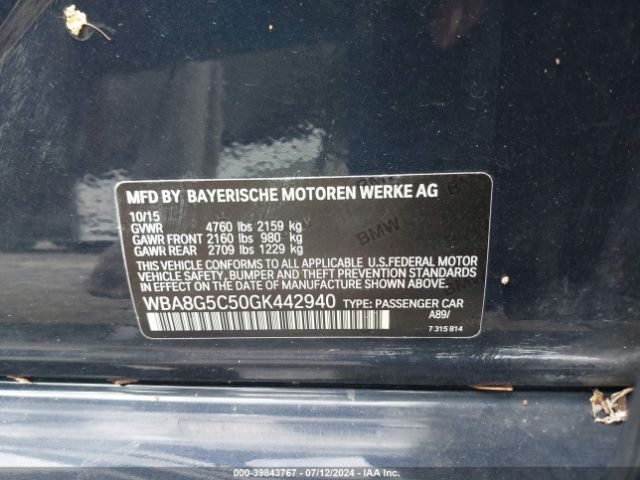 MFD BY BAYERISCHE MOTOREN WERKE AG
10/15
GVWR 4760 lbs 2159 kg
GAWR FRONT 2160 lbs 980 kg
GAWR REAR 2709 lbs 1229 kg
THIS VEHICLE CONFORMS TO ALL APPLICABLE U.S.FEDERAL MOTOR
VEHICLE SAFETY, BUMPER AND THEFT PREVENTION STANDARDS
IN EFFECT ON THE DATE OF MANUFACTURE SHOWN ABOVE.
WBA8G5C50GK442940 TYPE: PASSENGER CAR
A89/
7 315 814
BMW
000-39843767 - 07/12/2024 - IAA Inc.